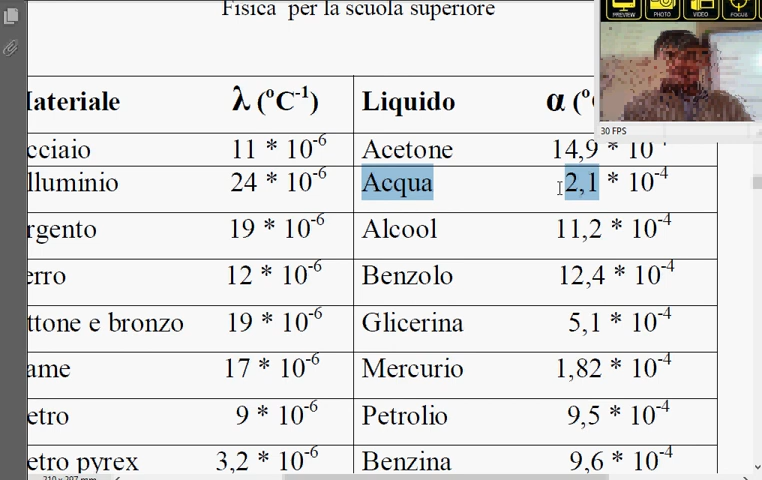 Fisica per la scuola superiore
PREVIEW PHOTO VIDEO FOCUS
30 FPS
Materiale λ (ºC-1) Liquido α (º
cciaio 11 * 10-6 Acetone 14,9 * 10
lluminio 24 * 10-6 Acqua 2,1 * 10-4
rgento 19 * 10-6 Alcool 11,2 * 10-4
erro 12 * 10-6 Benzolo 12,4 * 10-4
ttone e bronzo 19 * 10-6 Glicerina 5,1 * 10-4
ame 17 * 10-6 Mercurio 1,82 * 10-4
etro 9 * 10-6 Petrolio 9,5 * 10-4
etro pyrex 3,2 * 10-6 Benzina 9,6 * 10-4